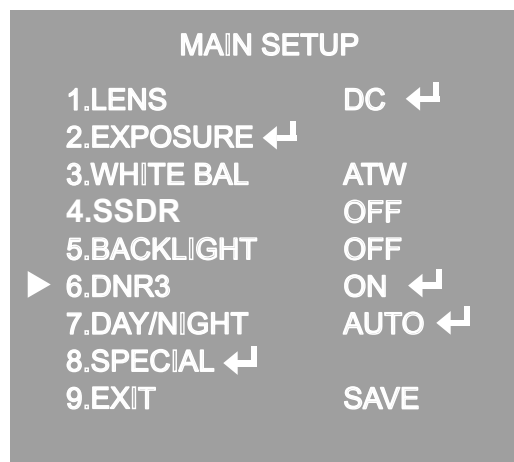 MAIN SETUP
1.LENS DC ↵
2.EXPOSURE ↵
3.WHITE BAL ATW
4.SSDR OFF
5.BACKLIGHT OFF
▶ 6.DNR3 ON ↵
7.DAY/NIGHT AUTO ↵
8.SPECIAL ↵
9.EXIT SAVE